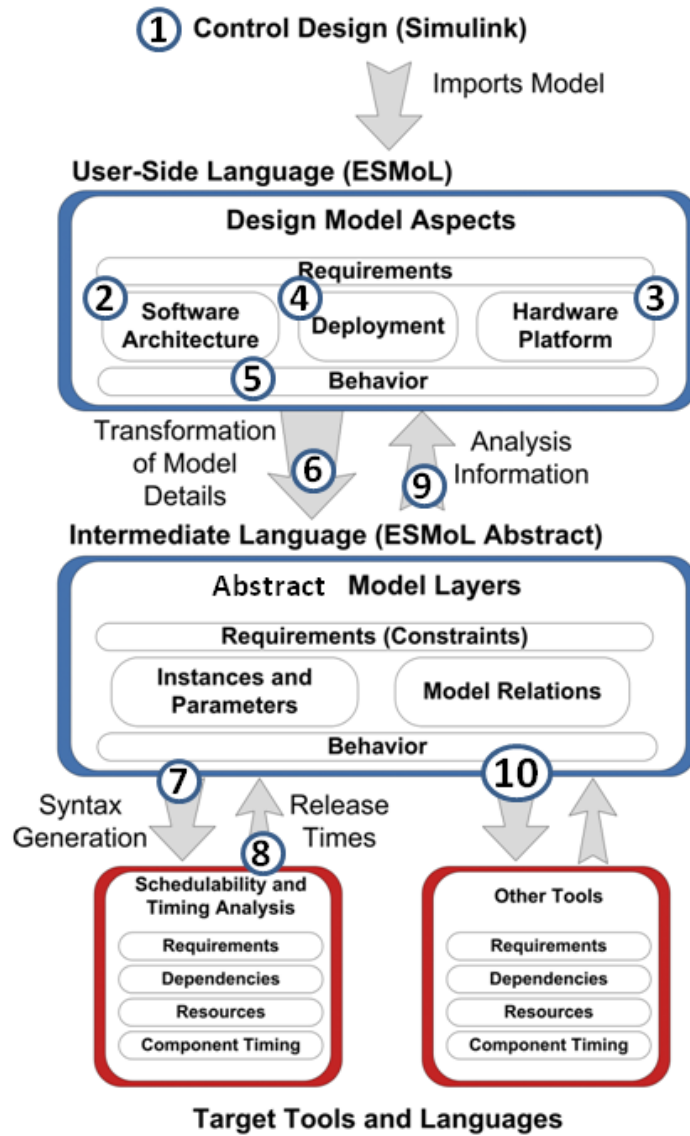 1 Control Design (Simulink)
Imports Model
User-Side Language (ESMoL)
Design Model Aspects
Requirements
2 4 3
Software
Architecture
Deployment
Hardware
Platform
5
Behavior
Transformation
of Model
Details
6
9
Analysis
Information
Intermediate Language (ESMoL Abstract)
Abstract Model Layers
Requirements (Constraints)
Instances and
Parameters
Model Relations
Behavior
7
10
Syntax
Generation
Release
Times
8
Schedulability and
Timing Analysis
Requirements
Dependencies
Resources
Component Timing
Other Tools
Requirements
Dependencies
Resources
Component Timing
Target Tools and Languages